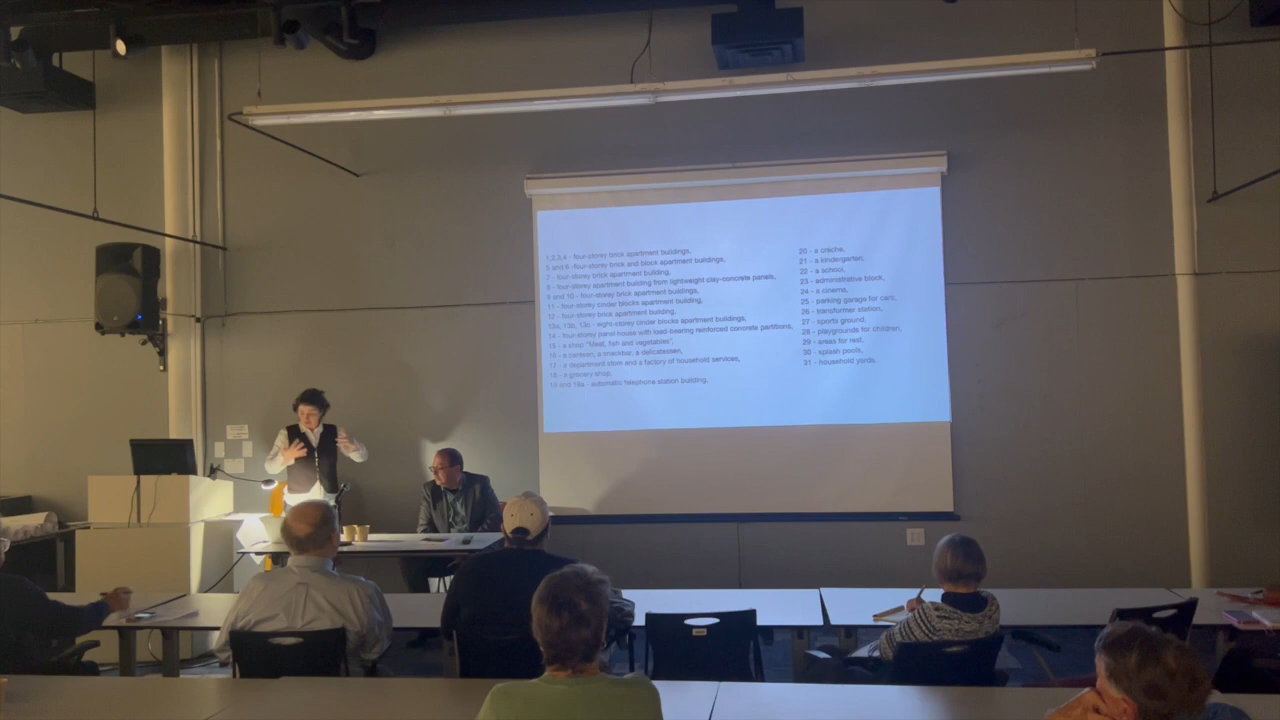 1,2,3,4 - four-storey brick apartment buildings,
5 and 6 -four-storey brick and block apartment buildings,
7 - four-storey brick apartment building,
8 - four-storey apartment building from lightweight clay-concrete panels,
9 and 10 - four-storey brick apartment buildings,
11 - four-storey cinder blocks apartment building,
12 - four-storey brick apartment building,
13a, 13b, 13c - eight-storey cinder blocks apartment buildings,
14 - four-storey panel house with load-bearing reinforced concrete partitions,
15 - a shop "Meat, fish and vegetables",
16 - a canteen, a snackbar, a delicatessen,
17 - a department store and a factory of household services,
18 - a grocery shop,
19 and 19a - automatic telephone station building,
20 - a creche,
21 - a kindergarten,
22 - a school,
23 - administrative block,
24 - a cinema,
25 - parking garage for cars,
26 - transformer station,
27 - sports ground,
28 - playgrounds for children,
29 - areas for rest,
30 - splash pools,
31 - household yards,